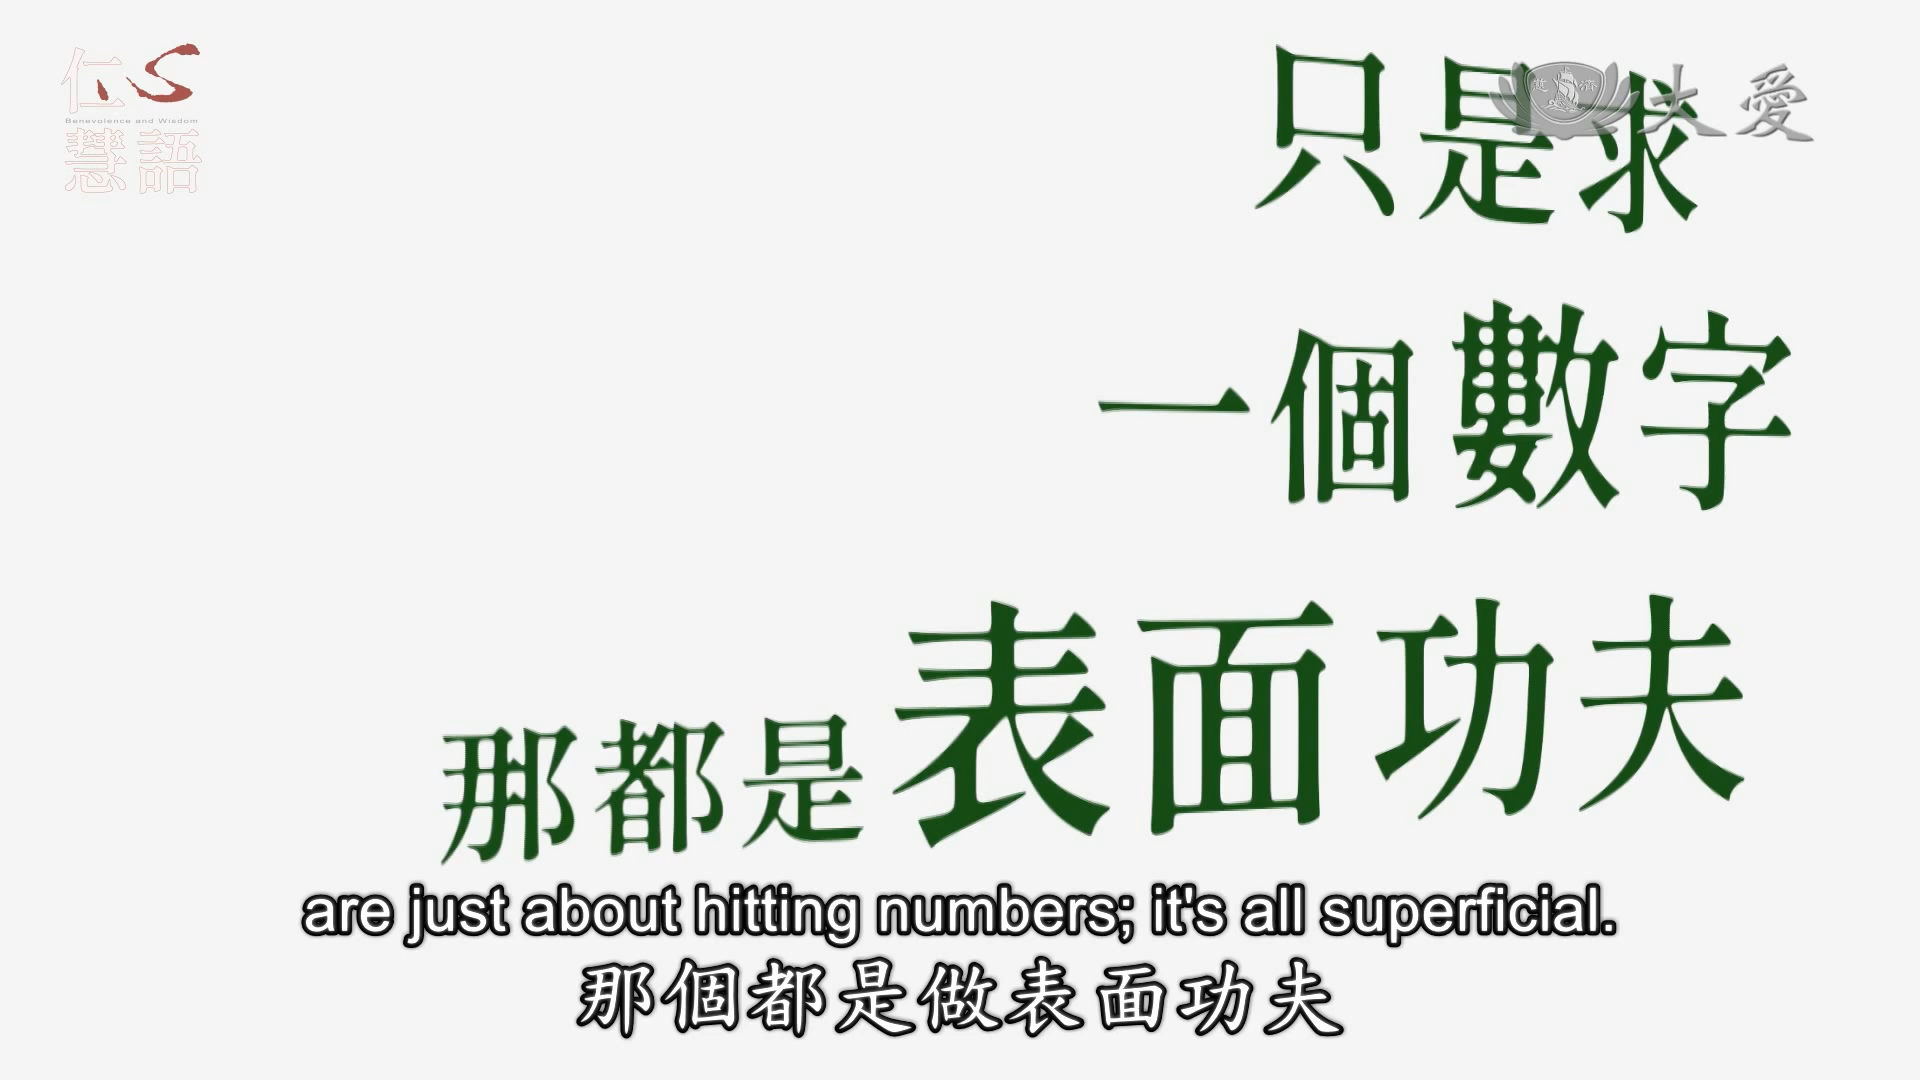 仁
Benevolence and Wisdom
慧語
大愛
慈濟
只是求
一個數字
那都是表面功夫
are just about hitting numbers; it's all superficial.
那個都是做表面功夫